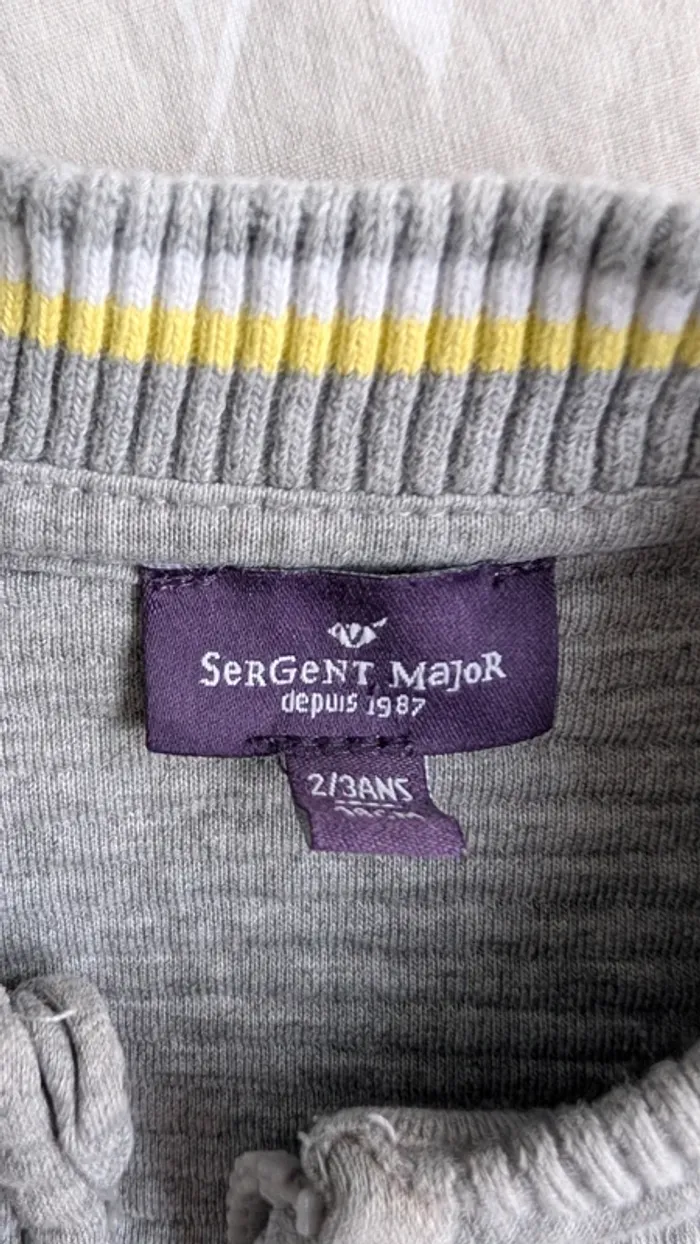 SerGeNT MajoR
depuis 1987
2/3ANS